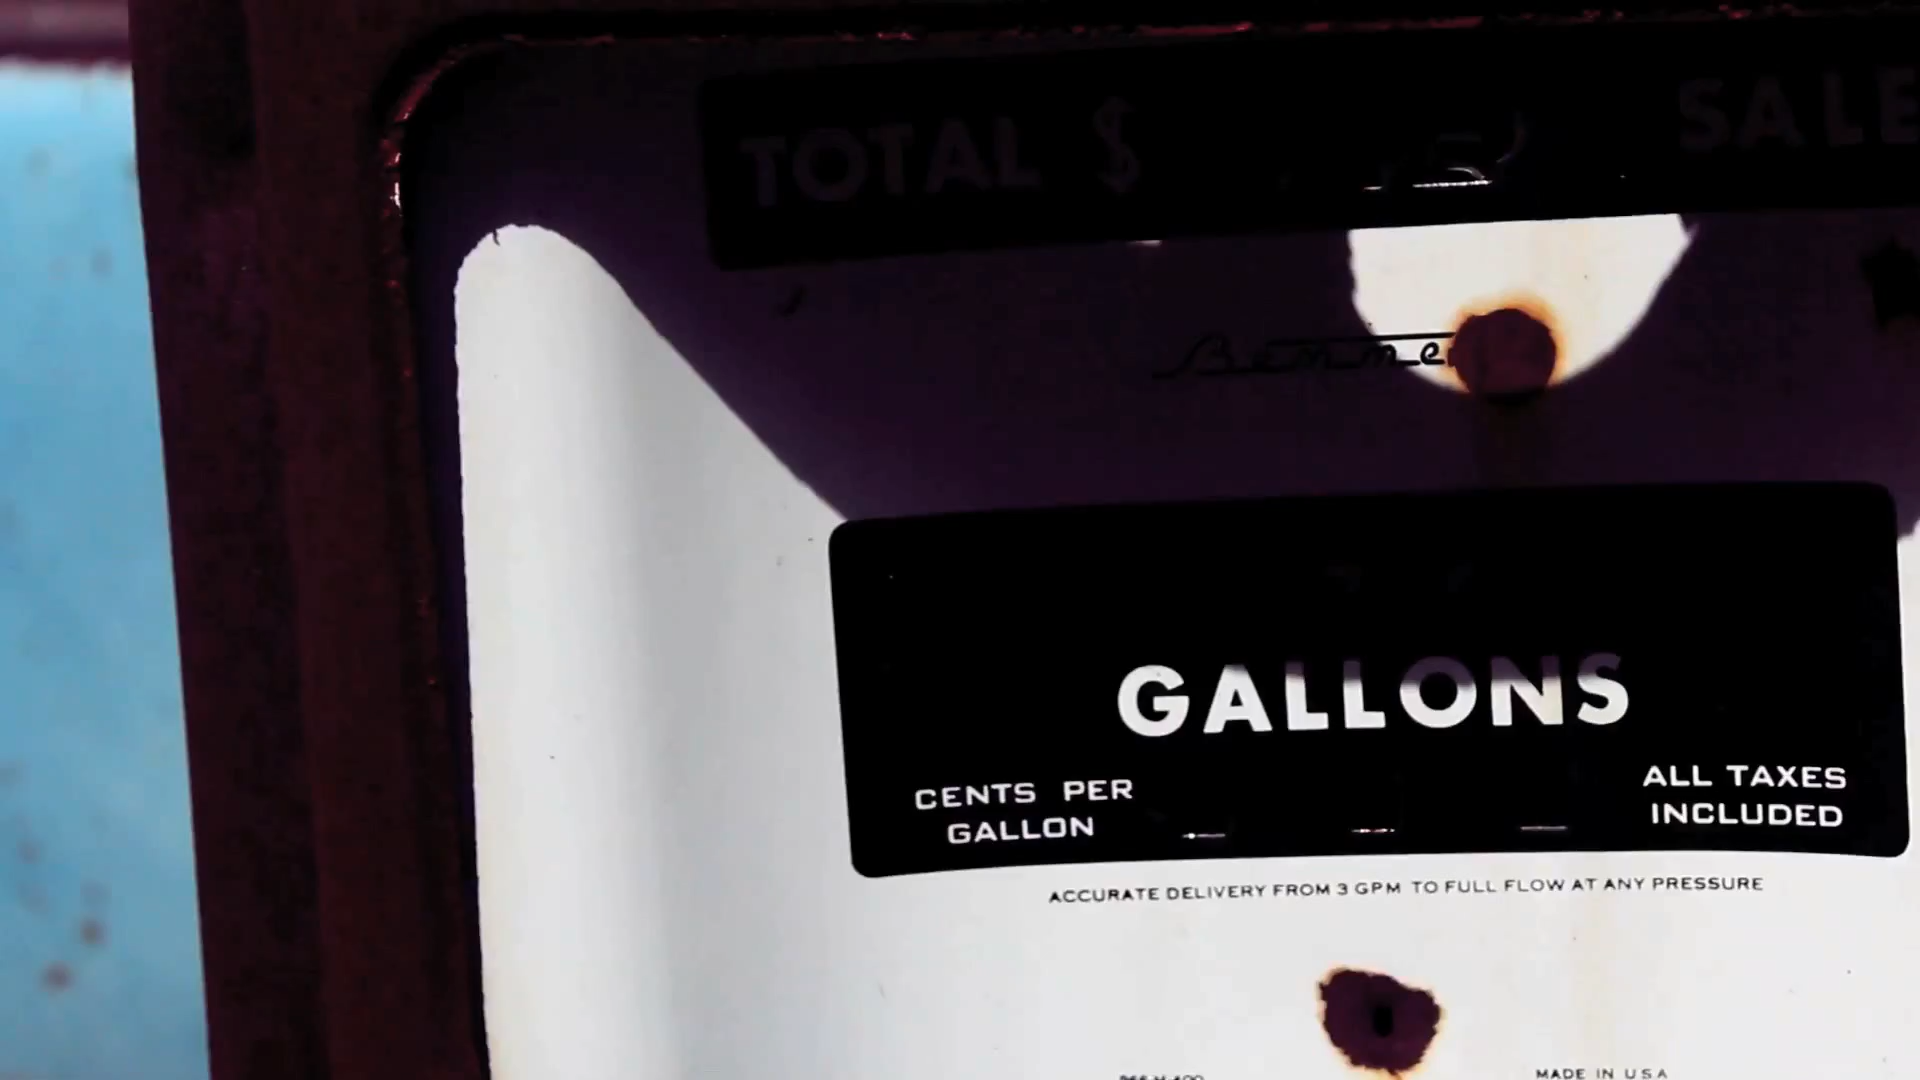 TOTAL $ SALE
Benne
GALLONS
CENTS PER
GALLON
ALL TAXES
INCLUDED
ACCURATE DELIVERY FROM 3 GPM TO FULL FLOW AT ANY PRESSURE
MADE IN U S A